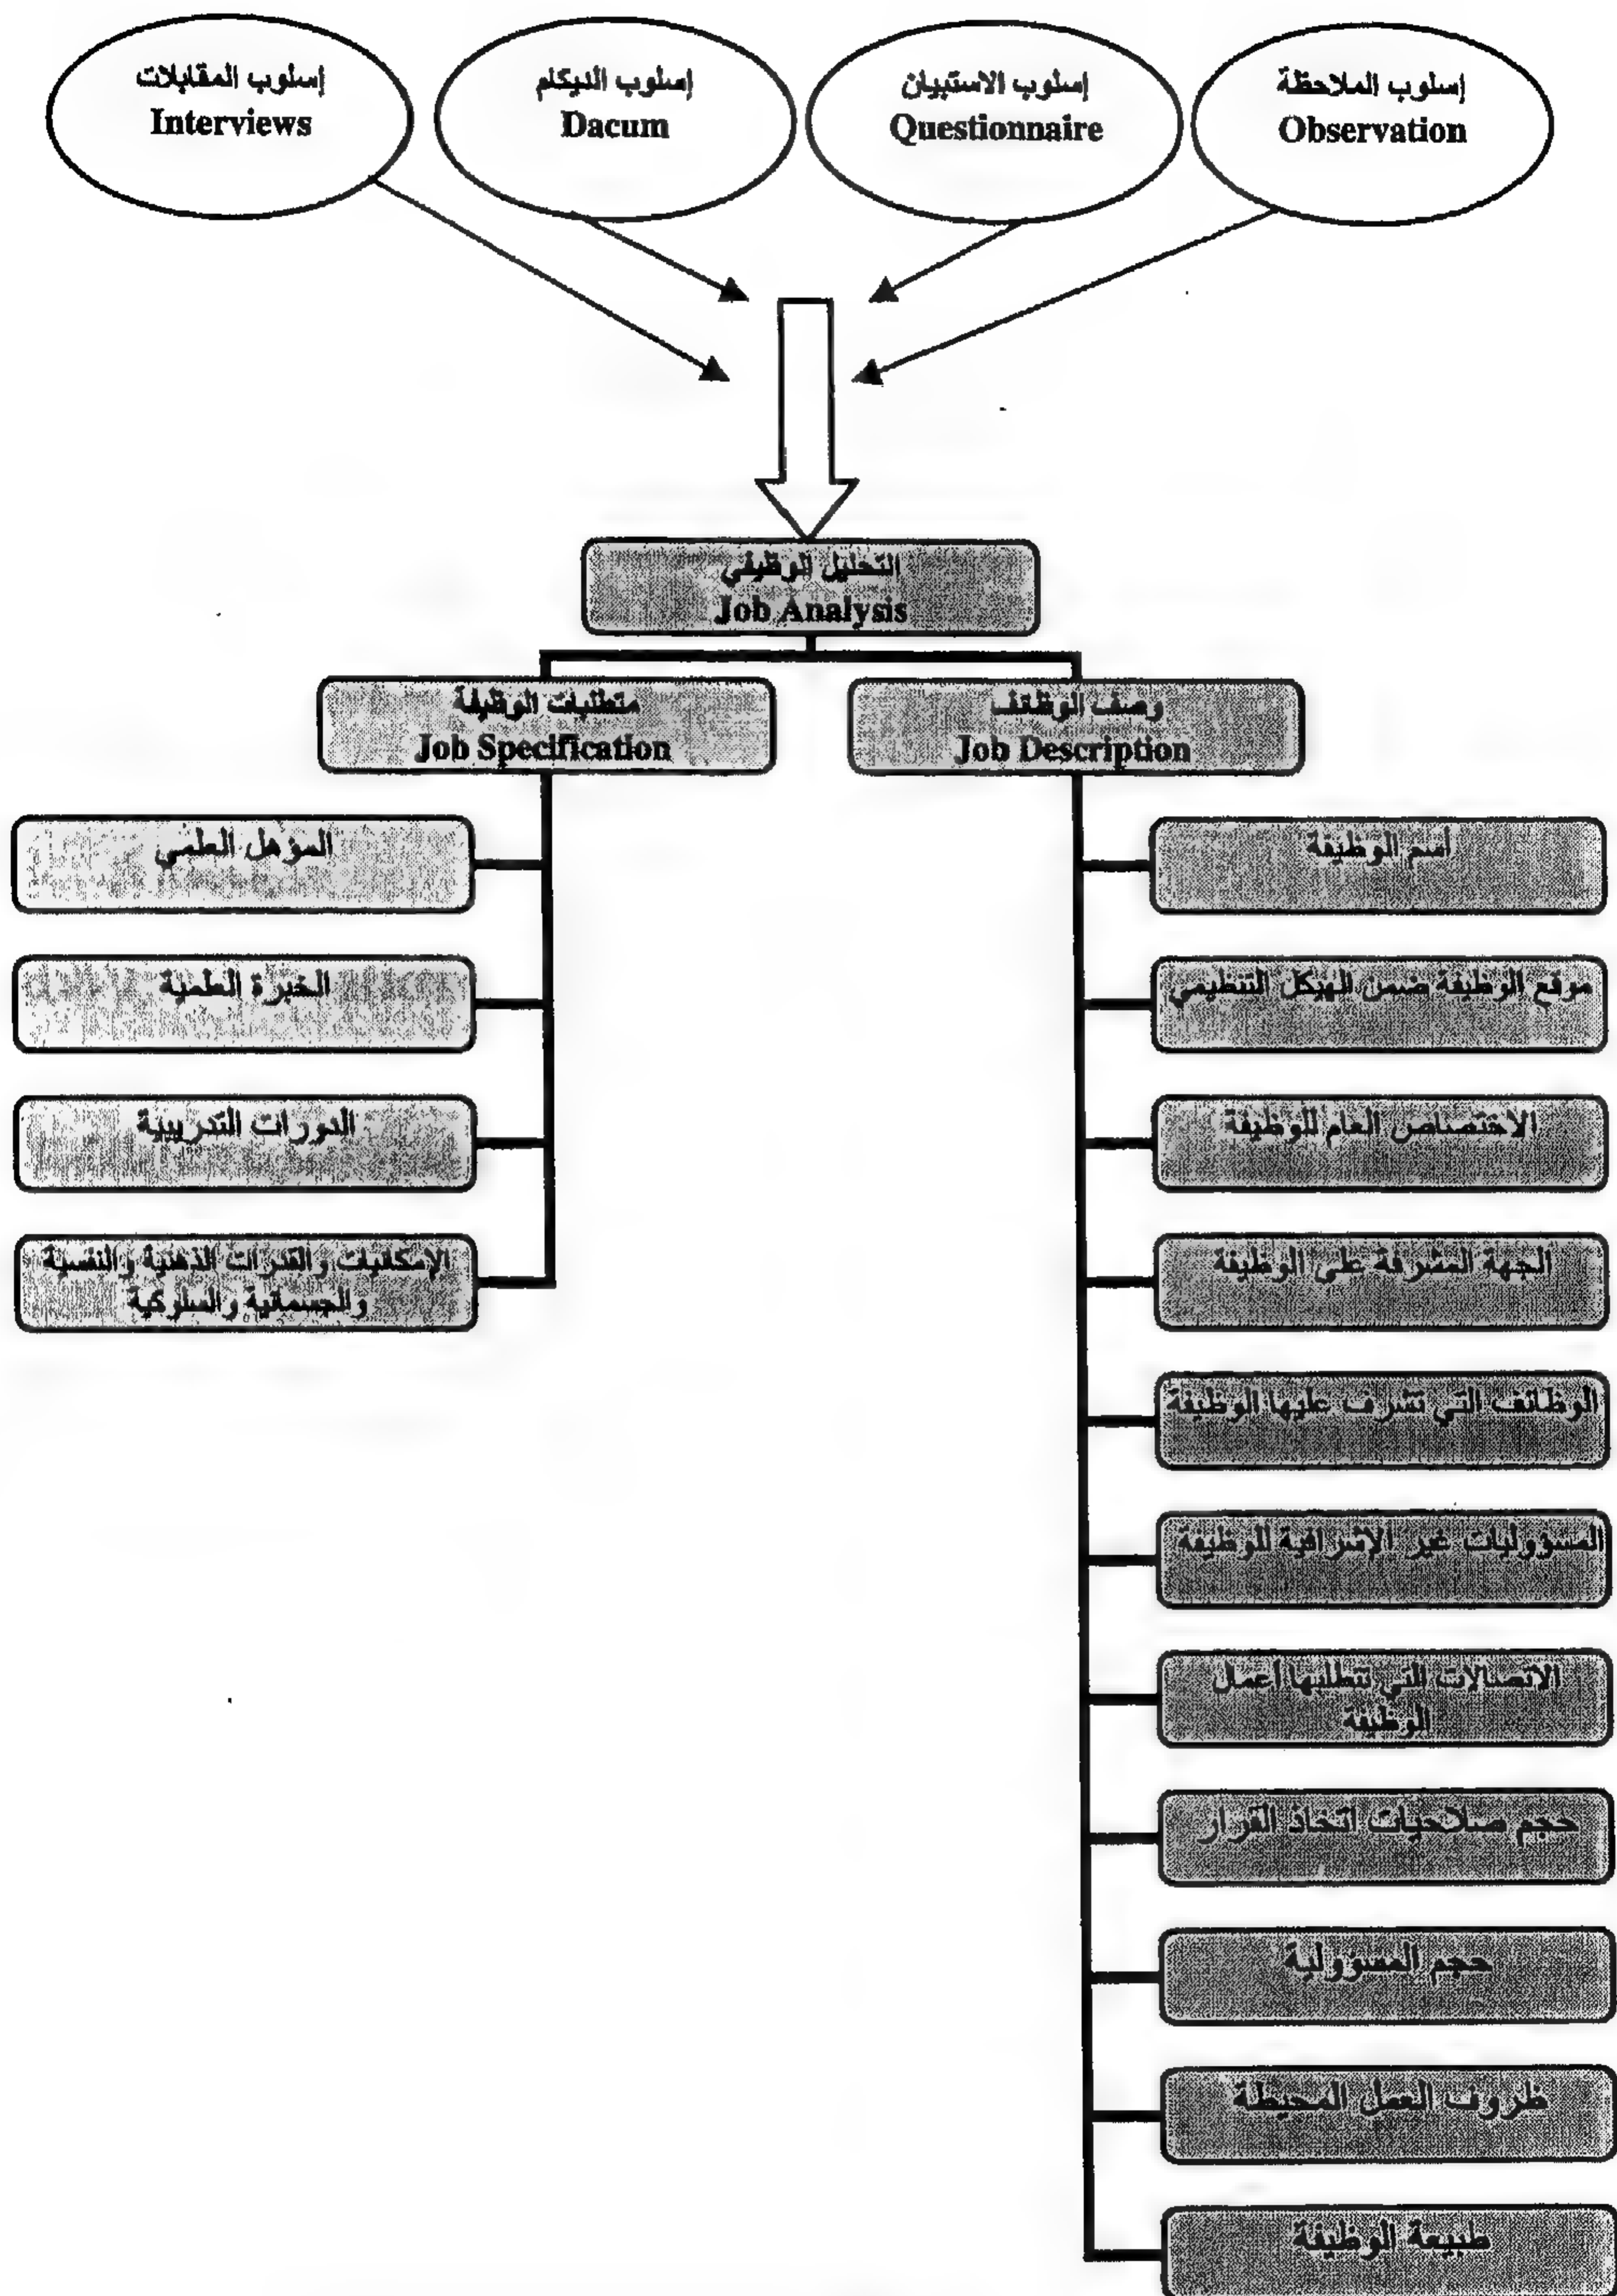 إسلوب الملاحظة
Observation
إسلوب الاستبيان
Questionnaire
إسلوب الديكام
Dacum
إسلوب المقابلات
Interviews
التحليل الوظيفي
Job Analysis
وصف الوظائف
Job Description
متطلبات الوظيفة
Job Specification
أسم الوظيفة
موقع الوظيفة ضمن الهيكل التنظيمي
الاختصاص العام للوظيفة
الجهة المشرفة على الوظيفة
الوظائف التي تشرف عليها الوظيفة
المسؤوليات غير الاشرافية للوظيفة
الاتصالات التي تتطلبها أعمال
الوظيفة
حجم صلاحيات اتخاذ القرار
حجم المسؤولية
ظروف العمل المحيطة
طبيعة الوظيفة
المؤهل العلمي
الخبرة العلمية
الدورات التدريبية
الإمكانيات والقدرات الذهنية والنفسية
والجسمانية والسلوكية